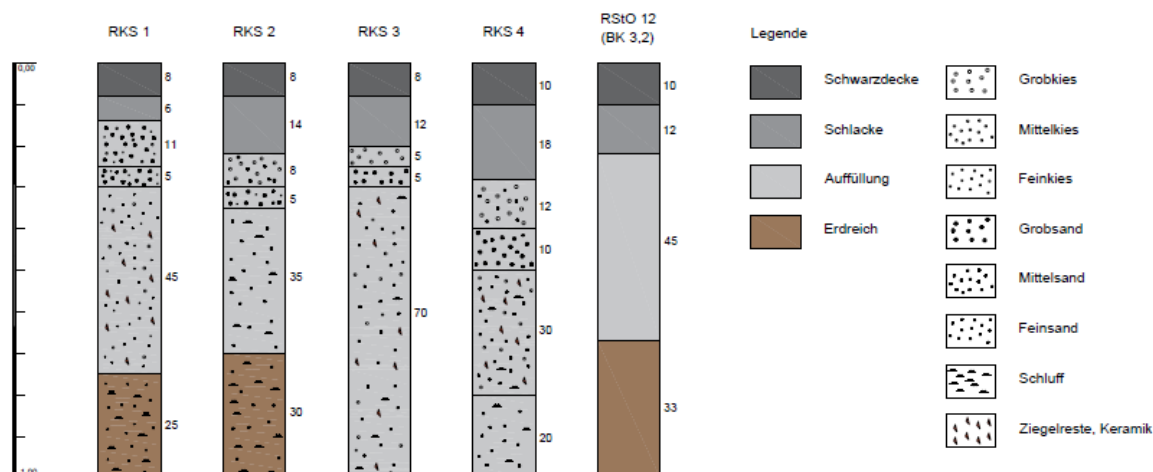 RKS 1
RKS 2
RKS 3
RKS 4
RStO 12
(BK 3,2)
Legende
0,00
1,00
8
6
11
5
45
25
8
14
8
5
35
30
8
12
5
5
70
10
18
12
10
30
20
10
12
45
33
Schwarzdecke
Schlacke
Auffüllung
Erdreich
Grobkies
Mittelkies
Feinkies
Grobsand
Mittelsand
Feinsand
Schluff
Ziegelreste, Keramik